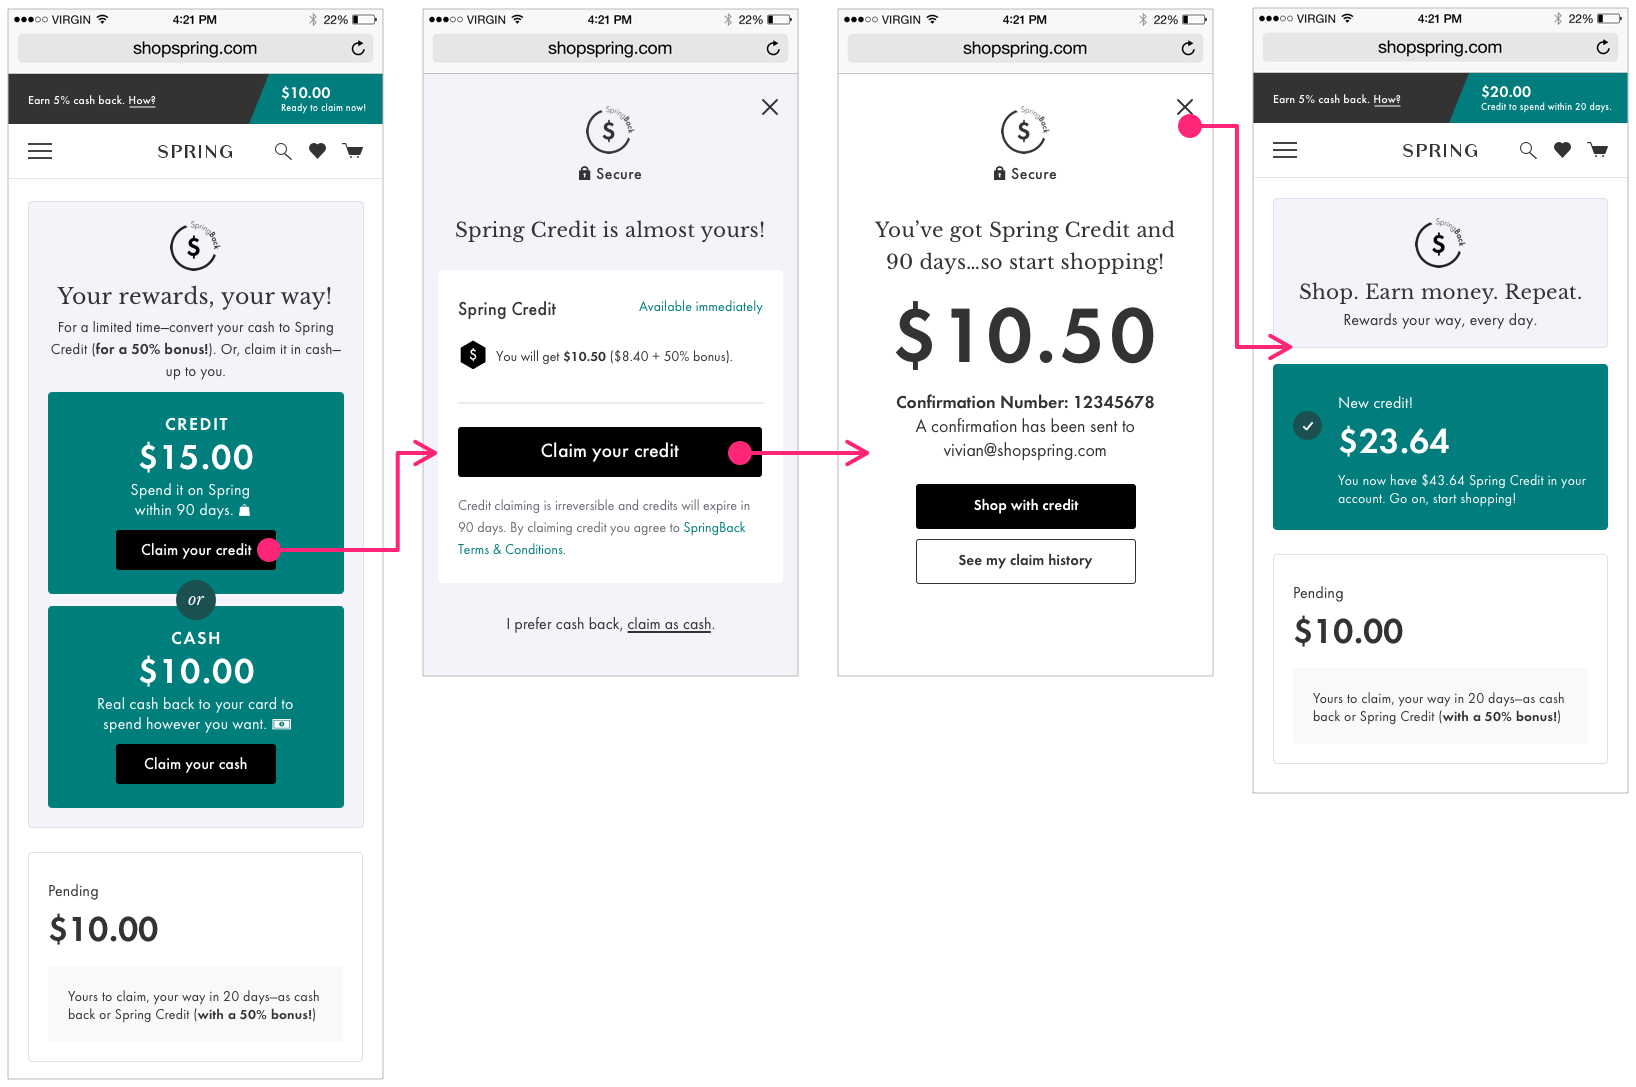 VIRGIN 4:21 PM 22%
shopspring.com
Earn 5% cash back. How?
$10.00
Ready to claim now!
SPRING
SpringBack
$
Your rewards, your way!
For a limited time—convert your cash to Spring
Credit (for a 50% bonus!). Or, claim it in cash—
up to you.
CREDIT
$15.00
Spend it on Spring
within 90 days.
Claim your credit
or
CASH
$10.00
Real cash back to your card to
spend however you want.
Claim your cash
Pending
$10.00
Yours to claim, your way in 20 days—as cash
back or Spring Credit (with a 50% bonus!)
VIRGIN 4:21 PM 22%
shopspring.com
SpringBack
$
Secure
Spring Credit is almost yours!
Spring Credit
Available immediately
$
You will get $10.50 ($8.40 + 50% bonus).
Claim your credit
Credit claiming is irreversible and credits will expire in
90 days. By claiming credit you agree to SpringBack
Terms & Conditions.
I prefer cash back, claim as cash.
VIRGIN 4:21 PM 22%
shopspring.com
SpringBack
$
Secure
You’ve got Spring Credit and
90 days...so start shopping!
$10.50
Confirmation Number: 12345678
A confirmation has been sent to
vivian@shopspring.com
Shop with credit
See my claim history
VIRGIN 4:21 PM 22%
shopspring.com
Earn 5% cash back. How?
$20.00
Credit to spend within 20 days.
SPRING
SpringBack
$
Shop. Earn money. Repeat.
Rewards your way, every day.
New credit!
$23.64
You now have $43.64 Spring Credit in your
account. Go on, start shopping!
Pending
$10.00
Yours to claim, your way in 20 days—as cash
back or Spring Credit (with a 50% bonus!)